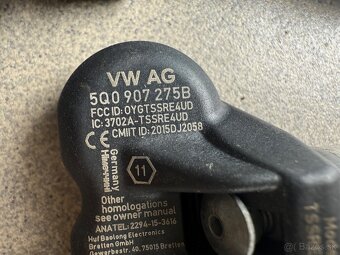 VW AG
5Q0 907 275B
FCC ID: OYGTSSRE4UD
IC: 3702A-TSSRE4UD
CMIIT ID: 2015DJ2058
CE
Germany
11
Other
homologations
see owner manual
ANATEL: 2294-15-3616
Huf Baolong Electronics
Bretten GmbH
Gewerbestr. 40, 75015 Bretten